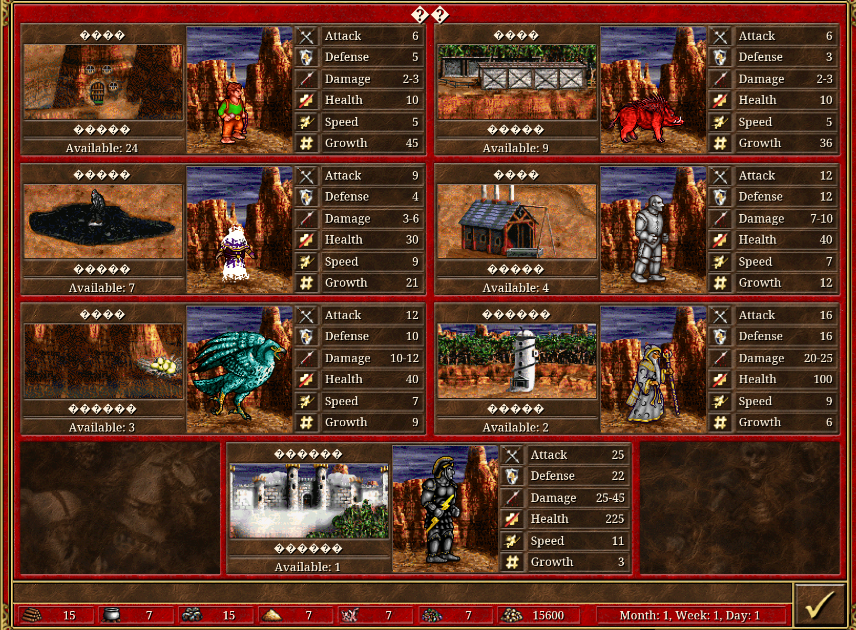 Attack 6
Defense 5
Damage 2-3
Health 10
Speed 5
Growth 45
Available: 24
Attack 6
Defense 3
Damage 2-3
Health 10
Speed 5
Growth 36
Available: 9
Attack 9
Defense 4
Damage 3-6
Health 30
Speed 9
Growth 21
Available: 7
Attack 12
Defense 12
Damage 7-10
Health 40
Speed 7
Growth 12
Available: 4
Attack 12
Defense 10
Damage 10-12
Health 40
Speed 7
Growth 9
Available: 3
Attack 16
Defense 16
Damage 20-25
Health 100
Speed 9
Growth 6
Available: 2
Attack 25
Defense 22
Damage 25-45
Health 225
Speed 11
Growth 3
Available: 1
15 7 15 7 7 7 15600 Month: 1, Week: 1, Day: 1